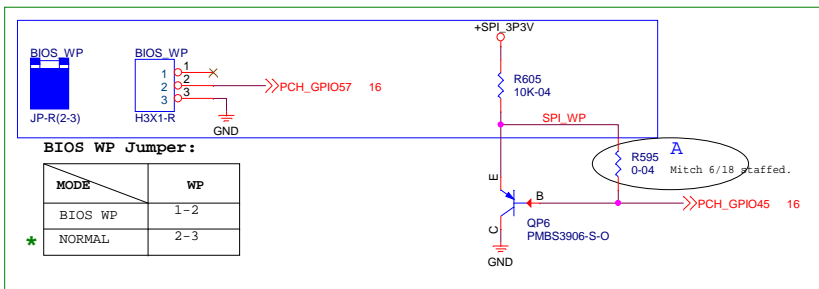 +SPI_3P3V
BIOS_WP
BIOS_WP
1
1
2
2
3
3
PCH_GPIO57 16
R605
10K-04
JP-R(2-3)
H3X1-R
GND
SPI_WP
BIOS WP Jumper:
A
R595
0-04
Mitch 6/18 staffed.
MODE WP
BIOS WP 1-2
* NORMAL 2-3
E
B
C
PCH_GPIO45 16
QP6
PMBS3906-S-O
GND